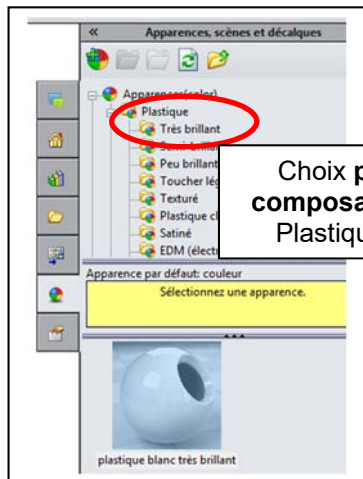 « Apparences, scènes et décalques
Apparences(color)
Plastique
Très brillant
Peu brillant
Toucher lég
Texturé
Plastique cl
Satiné
EDM (élect
Choix p
composa
Plastiqu
Apparence par défaut: couleur
Sélectionnez une apparence.
plastique blanc très brillant